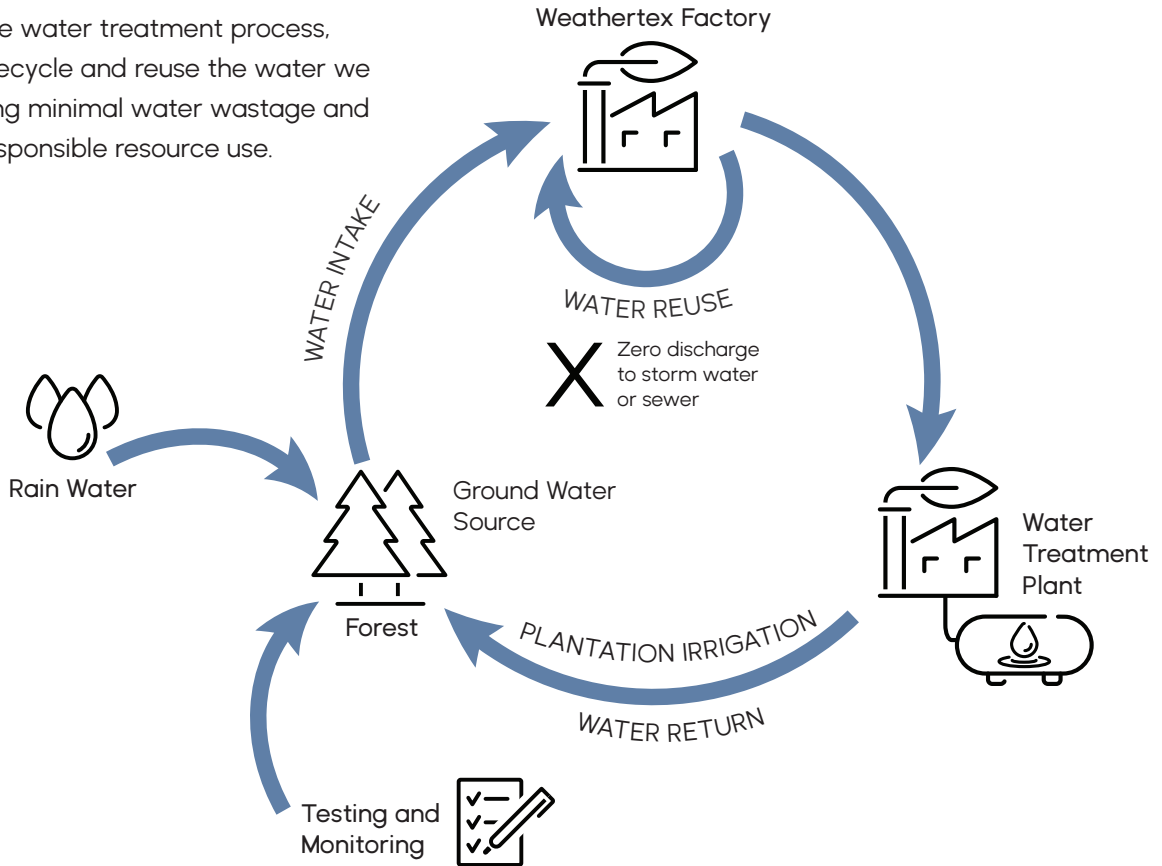 e water treatment process,
ecycle and reuse the water we
ng minimal water wastage and
sponsible resource use.
Weathertex Factory
WATER INTAKE
WATER REUSE
X Zero discharge
to storm water
or sewer
Rain Water
Ground Water
Source
Forest
Water
Treatment
Plant
PLANTATION IRRIGATION
WATER RETURN
Testing and
Monitoring